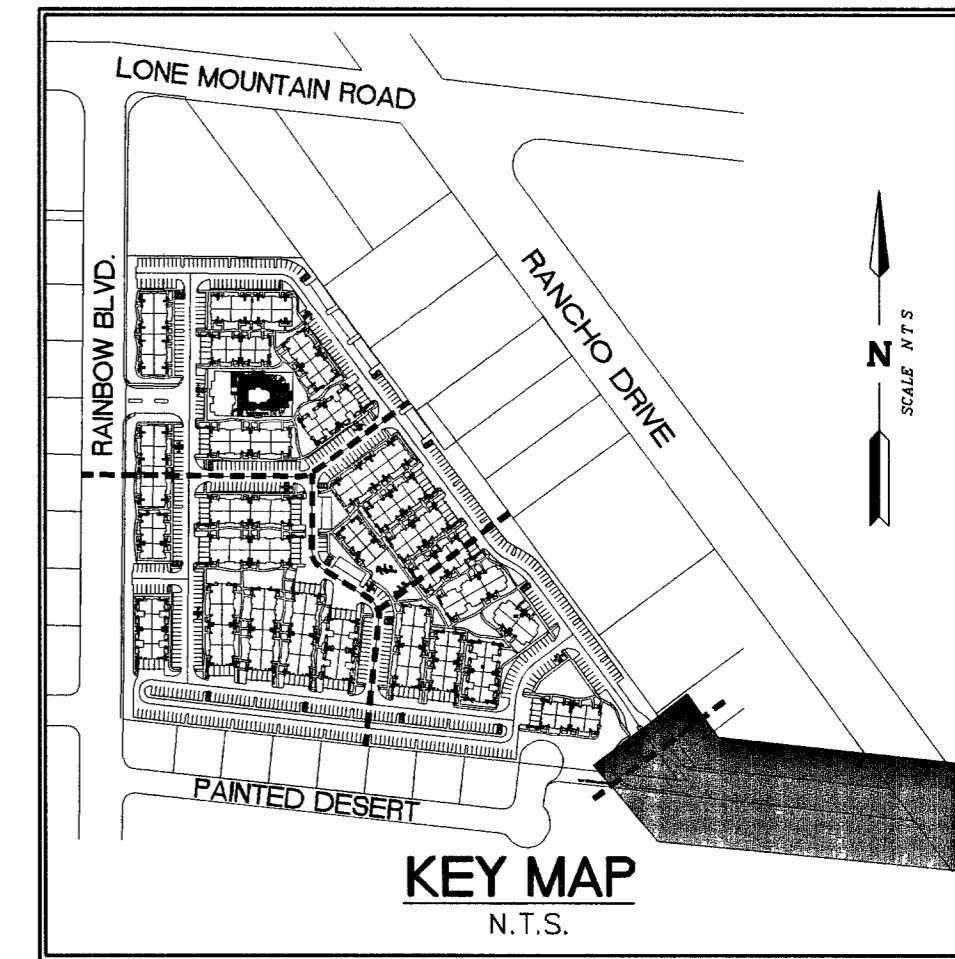 LONE MOUNTAIN ROAD
RAINBOW BLVD.
RANCHO DRIVE
N
SCALE NTS
PAINTED DESERT
KEY MAP
N.T.S.